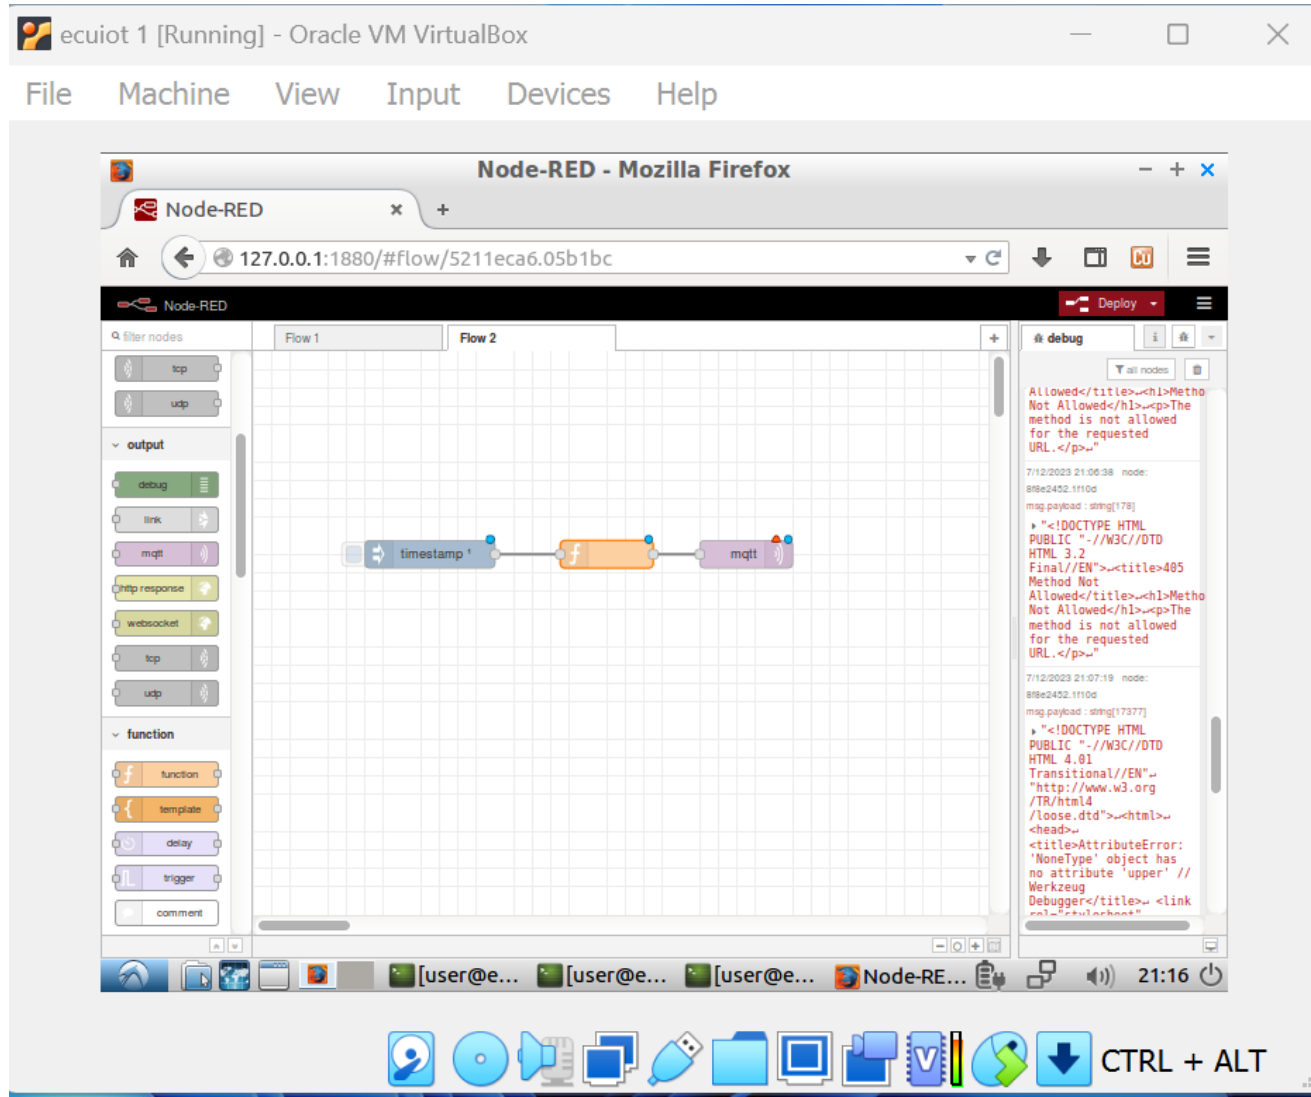 ecuiot 1 [Running] - Oracle VM VirtualBox
File Machine View Input Devices Help
Node-RED - Mozilla Firefox
Node-RED
127.0.0.1:1880/#flow/5211eca6.05b1bc
Node-RED
Deploy
filter nodes
Flow 1
Flow 2
debug
i
all nodes
tcp
udp
output
debug
link
mqtt
http response
websocket
tcp
udp
function
function
template
delay
trigger
comment
timestamp ¹
f
mqtt
Allowed</title>↵<h1>Metho
Not Allowed</h1>↵<p>The
method is not allowed
for the requested
URL.</p>↵"
7/12/2023 21:06:38 node:
8f8e2452.1f10d
msg.payload : string[178]
"<!DOCTYPE HTML
PUBLIC "-//W3C//DTD
HTML 3.2
Final//EN">↵<title>405
Method Not
Allowed</title>↵<h1>Metho
Not Allowed</h1>↵<p>The
method is not allowed
for the requested
URL.</p>↵"
7/12/2023 21:07:19 node:
8f8e2452.1f10d
msg.payload : string[17377]
"<!DOCTYPE HTML
PUBLIC "-//W3C//DTD
HTML 4.01
Transitional//EN"↵
"http://www.w3.org
/TR/html4
/loose.dtd">↵<html>↵
<head>↵
<title>AttributeError:
'NoneType' object has
no attribute 'upper' //
Werkzeug
Debugger</title>↵ <link
rel="stylesheet"
[user@e... [user@e... [user@e... Node-RE... 21:16
CTRL + ALT